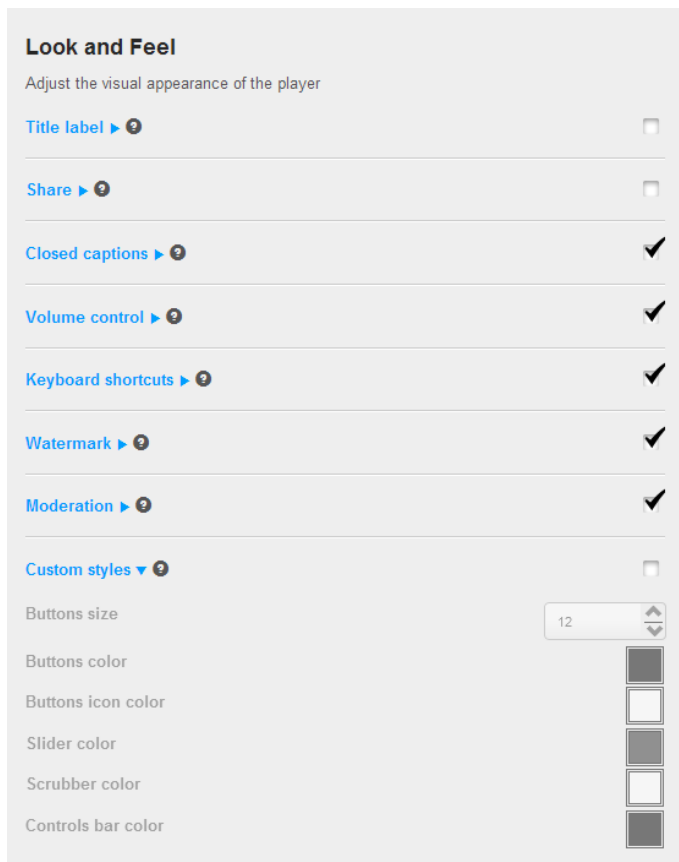 Look and Feel
Adjust the visual appearance of the player
Title label
Share
Closed captions
Volume control
Keyboard shortcuts
Watermark
Moderation
Custom styles
Buttons size
12
Buttons color
Buttons icon color
Slider color
Scrubber color
Controls bar color